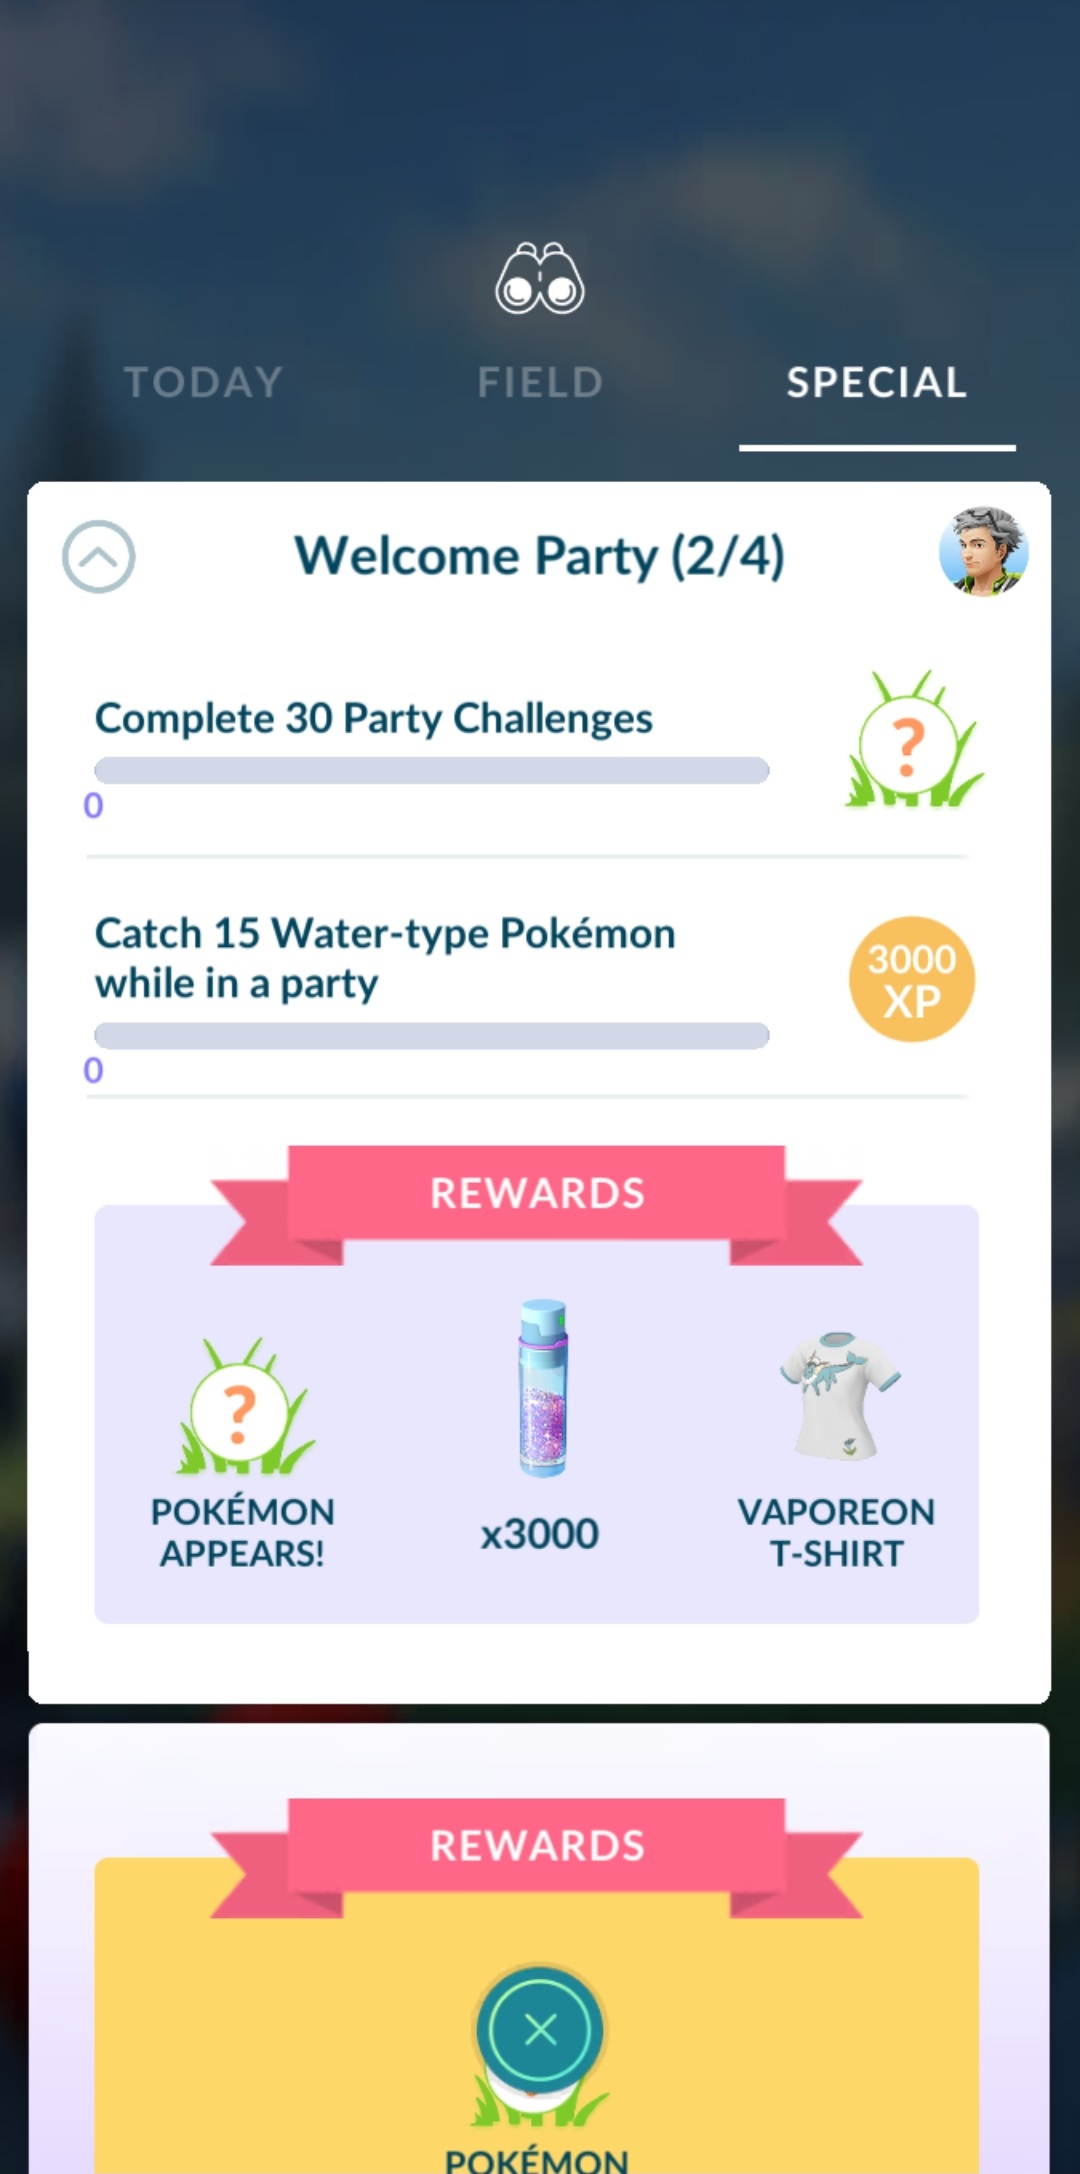 TODAY
FIELD
SPECIAL
Welcome Party (2/4)
Complete 30 Party Challenges
?
0
Catch 15 Water-type Pokémon
while in a party
3000
XP
0
REWARDS
?
POKÉMON
APPEARS!
x3000
VAPOREON
T-SHIRT
REWARDS
POKÉMON